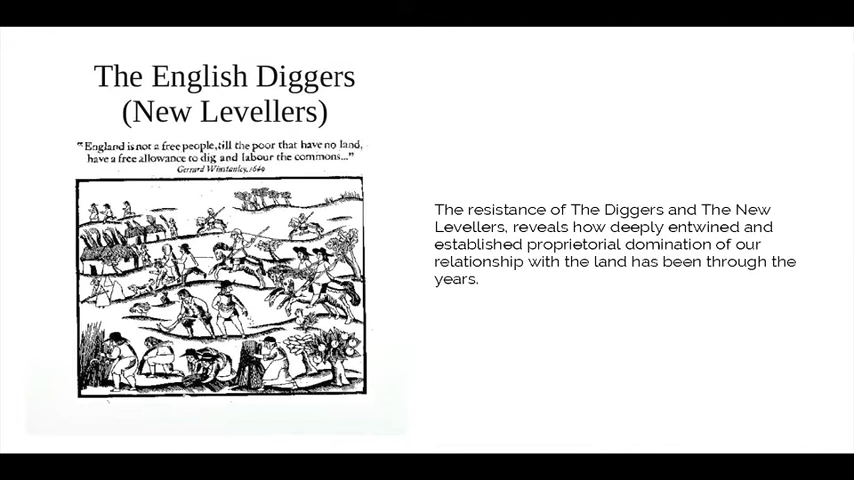 The English Diggers
(New Levellers)
"England is not a free people, till the poor that have no land,
have a free allowance to dig and labour the commons..."
Gerrard Winstanley, 1649
The resistance of The Diggers and The New
Levellers, reveals how deeply entwined and
established proprietorial domination of our
relationship with the land has been through the
years.